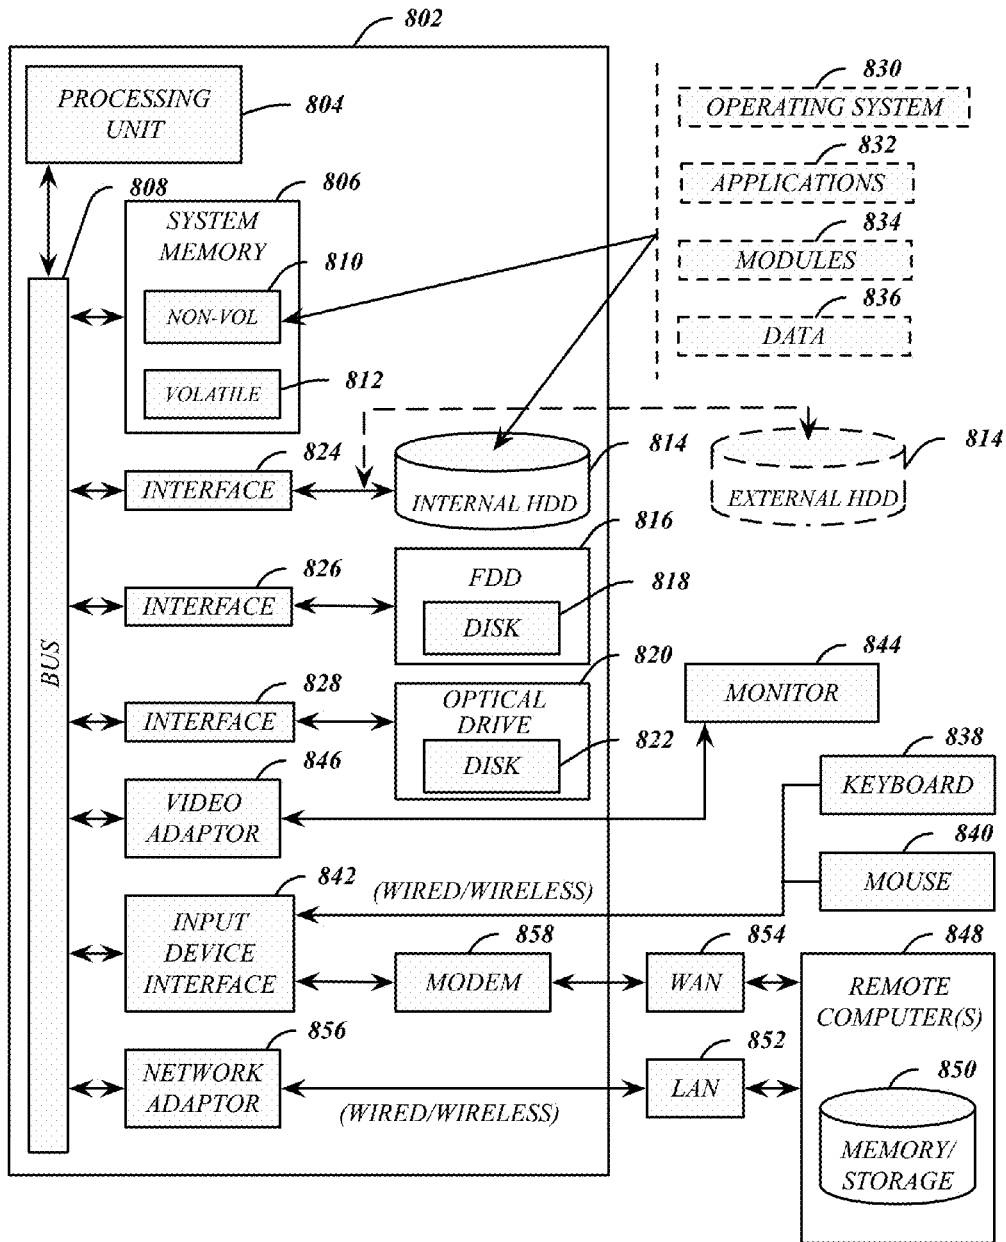 802
PROCESSING
UNIT
804
808
806
SYSTEM
MEMORY
810
NON-VOL
812
VOLATILE
830
OPERATING SYSTEM
832
APPLICATIONS
834
MODULES
836
DATA
824
INTERFACE
814
INTERNAL HDD
814
EXTERNAL HDD
826
INTERFACE
816
FDD
818
DISK
BUS
828
INTERFACE
820
OPTICAL
DRIVE
822
DISK
844
MONITOR
846
VIDEO
ADAPTOR
838
KEYBOARD
840
MOUSE
842
INPUT
DEVICE
INTERFACE
(WIRED/WIRELESS)
858
MODEM
854
WAN
848
REMOTE
COMPUTER(S)
856
NETWORK
ADAPTOR
(WIRED/WIRELESS)
852
LAN
850
MEMORY/
STORAGE